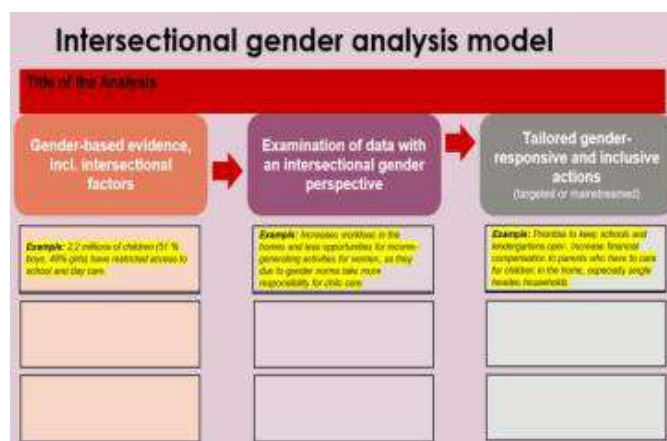 Intersectional gender analysis model
Title of the Analysis
Gender-based evidence,
incl. intersectional
factors
Examination of data with
an intersectional gender
perspective
Tailored gender-
responsive and inclusive
actions
(targeted or mainstreamed)
Example: 2,2 millions of children (51 %
boys, 49% girls) have restricted access to
school and day care.
Example: Increases workload in the
homes and less opportunities for income-
generating activities for women, as they
due to gender norms take more
responsibility for child care
Example: Prioritise to keep schools and
kindergartens open. Increase financial
compensation to parents who have to care
for children in the home, especially single
headed households